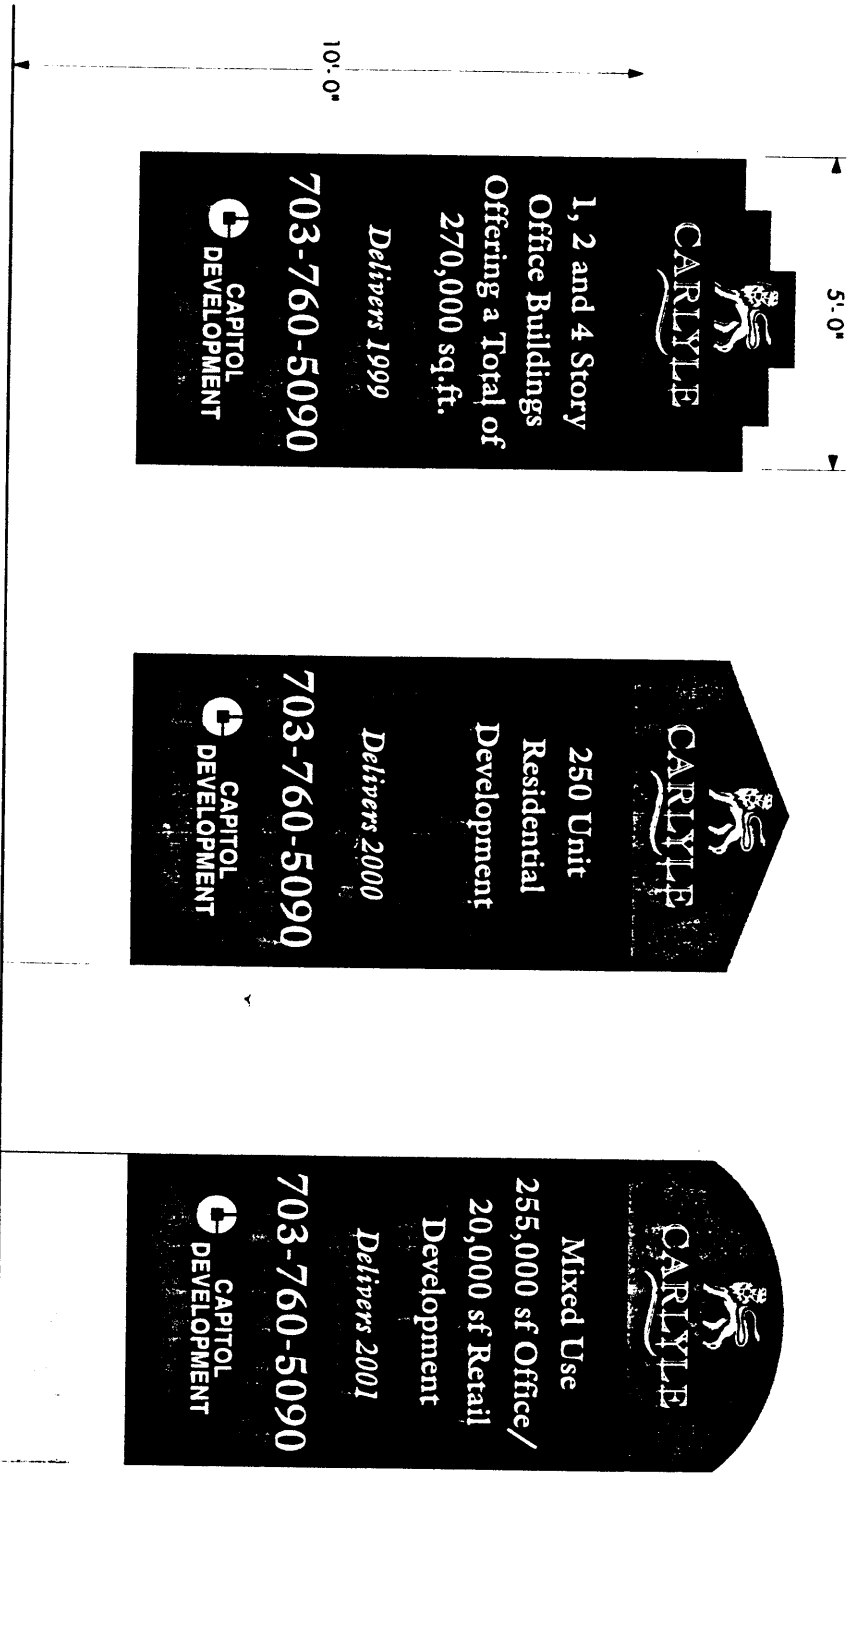 10'-0"
5'-0"
CARLYLE
1, 2 and 4 Story
Office Buildings
Offering a Total of
270,000 sq.ft.
Delivers 1999
703-760-5090
CAPITOL
DEVELOPMENT
CARLYLE
250 Unit
Residential
Development
Delivers 2000
703-760-5090
CAPITOL
DEVELOPMENT
CARLYLE
Mixed Use
255,000 sf Office/
20,000 sf Retail
Development
Delivers 2001
703-760-5090
CAPITOL
DEVELOPMENT